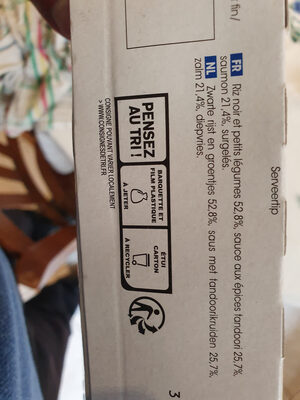 Serveertip
fin/
FR Riz noir et petits légumes 52,8%, sauce aux épices tandoori 25,7%,
saumon 21,4%, surgelés.
NL Zwarte rijst en groentjes 52,8%, saus met tandoorikruiden 25,7%,
zalm 21,4%, diepvries.
PENSEZ
AU TRI !
BARQUETTE ET
FILM PLASTIQUE
À JETER
ÉTUI
CARTON
À RECYCLER
CONSIGNE POUVANT VARIER LOCALEMENT
> WWW.CONSIGNESDETRI.FR
3